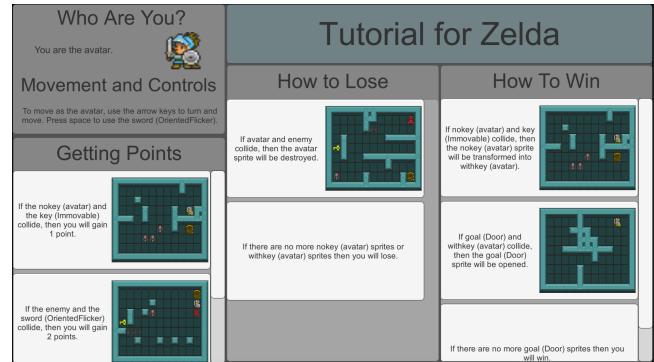 Who Are You?
You are the avatar.
Movement and Controls
To move as the avatar, use the arrow keys to turn and
move. Press space to use the sword (OrientedFlicker).
Getting Points
If the nokey (avatar) and
the key (Immovable)
collide, then you will gain
1 point.
If the enemy and the
sword (OrientedFlicker)
collide, then you will gain
2 points.
Tutorial for Zelda
How to Lose
If avatar and enemy
collide, then the avatar
sprite will be destroyed.
If there are no more nokey (avatar) sprites or
withkey (avatar) sprites then you will lose.
How To Win
If nokey (avatar) and key
(Immovable) collide, then
the nokey (avatar) sprite
will be transformed into
withkey (avatar).
If goal (Door) and
withkey (avatar) collide,
then the goal (Door)
sprite will be opened.
If there are no more goal (Door) sprites then you
will win.